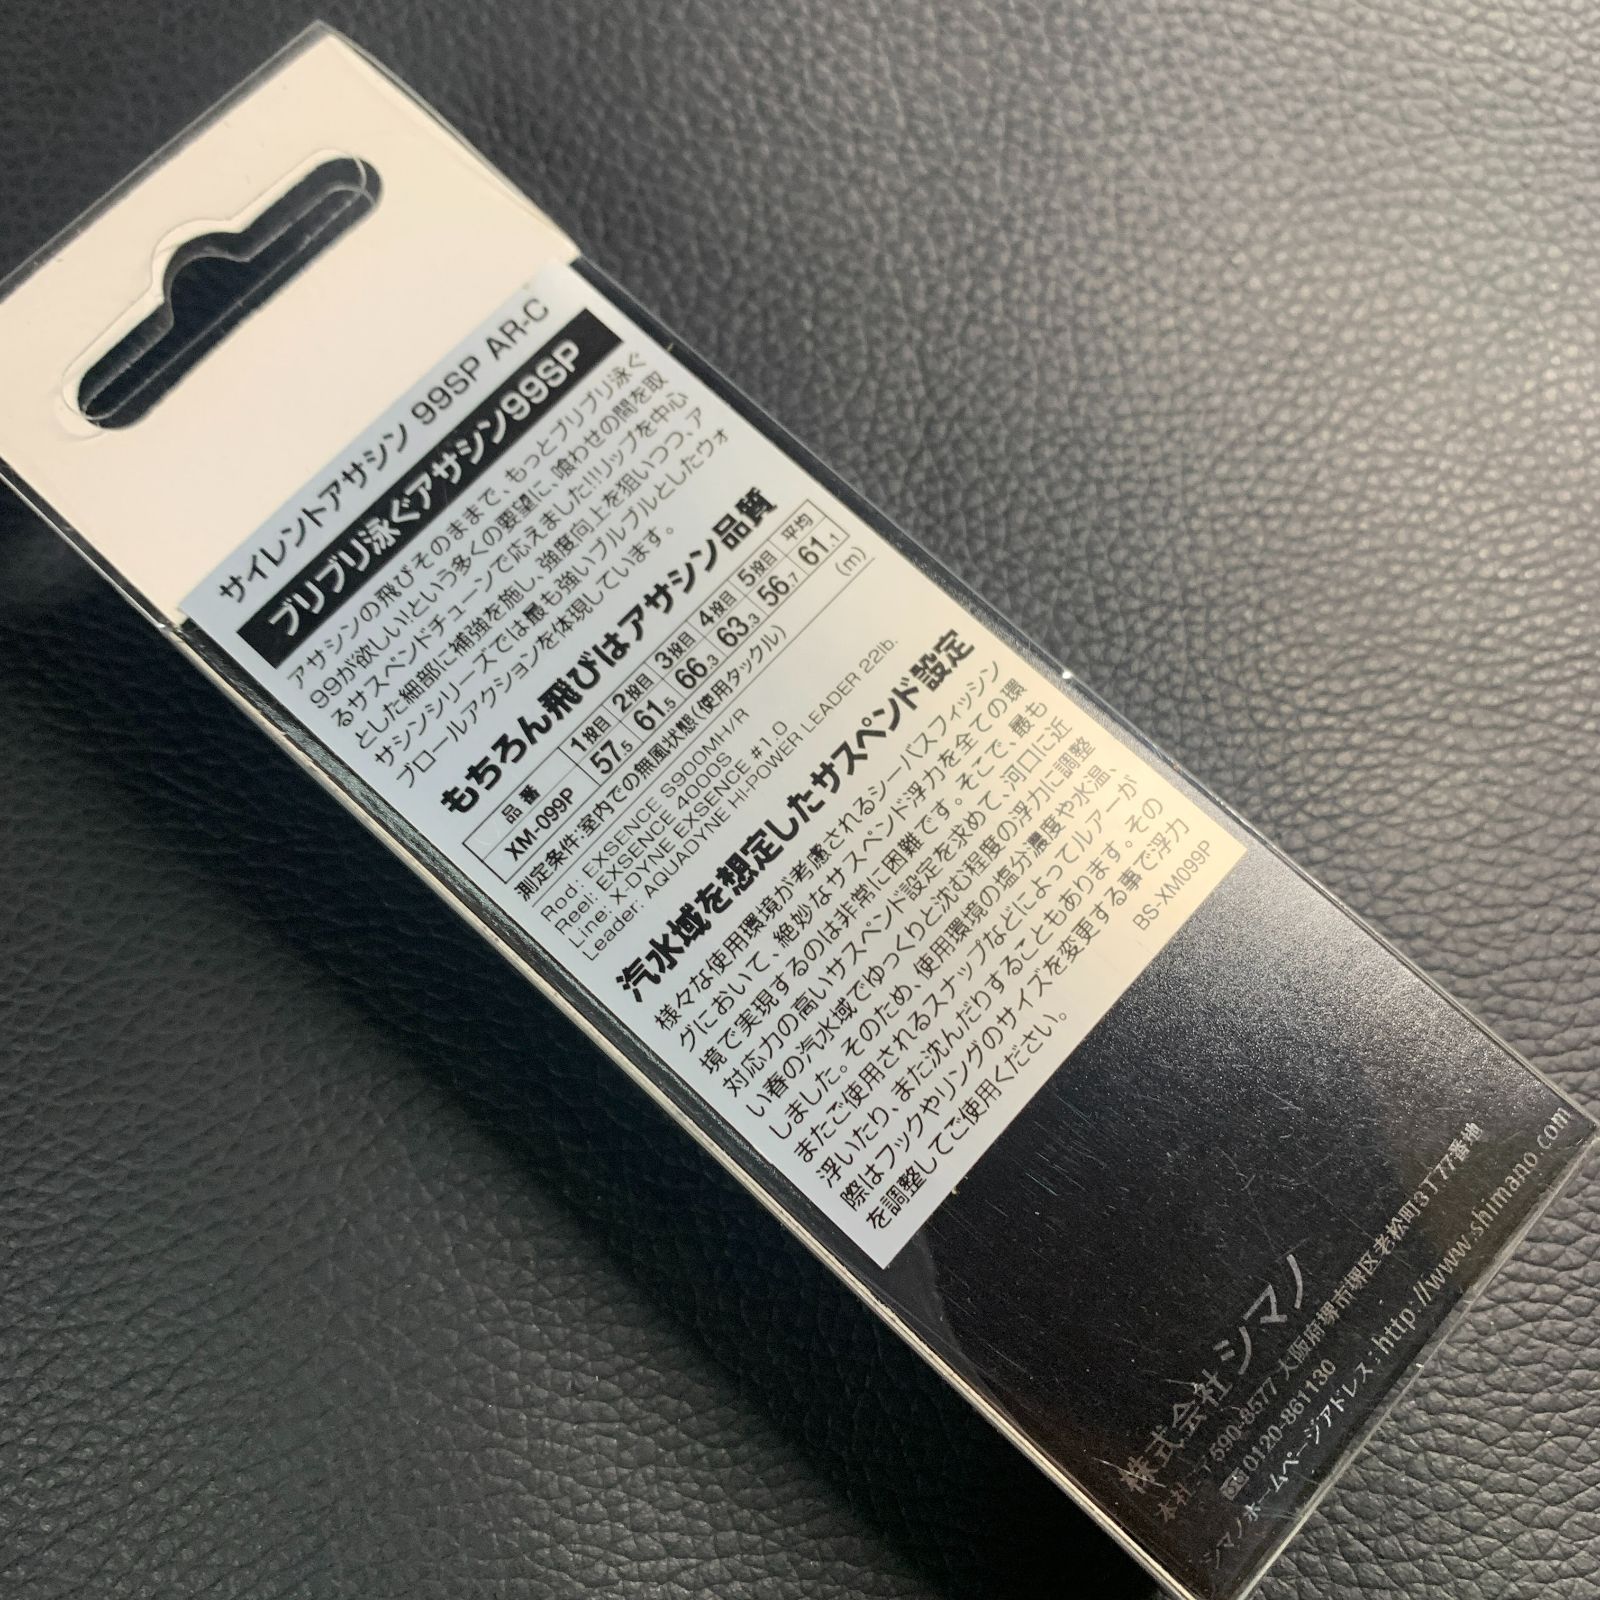 サイレントアサシン 99SP AR-C
ブリブリ泳ぐアサシン99SP
アサシンの飛びそのままで、もっとブリブリ泳ぐ
99が欲しい!という多くの要望に、喰わせの間を取
るサスペンドチューンで応えました!!!リップを中心
とした細部に補強を施し、強度向上を狙いつつ、ア
サシンシリーズでは最も強いブルブルとしたウォ
ブロールアクションを体現しています。
もちろん飛びはアサシン品質
品番 1投目 2投目 3投目 4投目 5投目 平均
XM-099P 57.5 61.5 66.3 63.3 56.7 61.1
(m)
測定条件:室内での無風状態(使用タックル)
Rod: EXSENCE S900MH/R
Reel: EXSENCE 4000S
Line: X-DYNE EXSENCE #1.0
Leader: AQUADYNE HI-POWER LEADER 22lb.
汽水域を想定したサスペンド設定
様々な使用環境が考慮されるシーバスフィッシン
グにおいて、絶妙なサスペンド浮力を全ての環
境で実現するのは非常に困難です。そこで、最も
対応力の高いサスペンド設定を求めて、河口に近
い春の汽水域でゆっくりと沈む程度の浮力に調整
しました。そのため、使用環境の塩分濃度や水温、
またご使用されるスナップなどによってルアーが
浮いたり、また沈んだりすることもあります。その
際はフックやリングのサイズを変更する事で浮力
を調整してご使用ください。
BS-XM099P
株式会社シマノ
本社:〒590-8577 大阪府堺市堺区老松町3丁77番地
0120-861130
シマノホームページアドレス:http://www.shimano.com